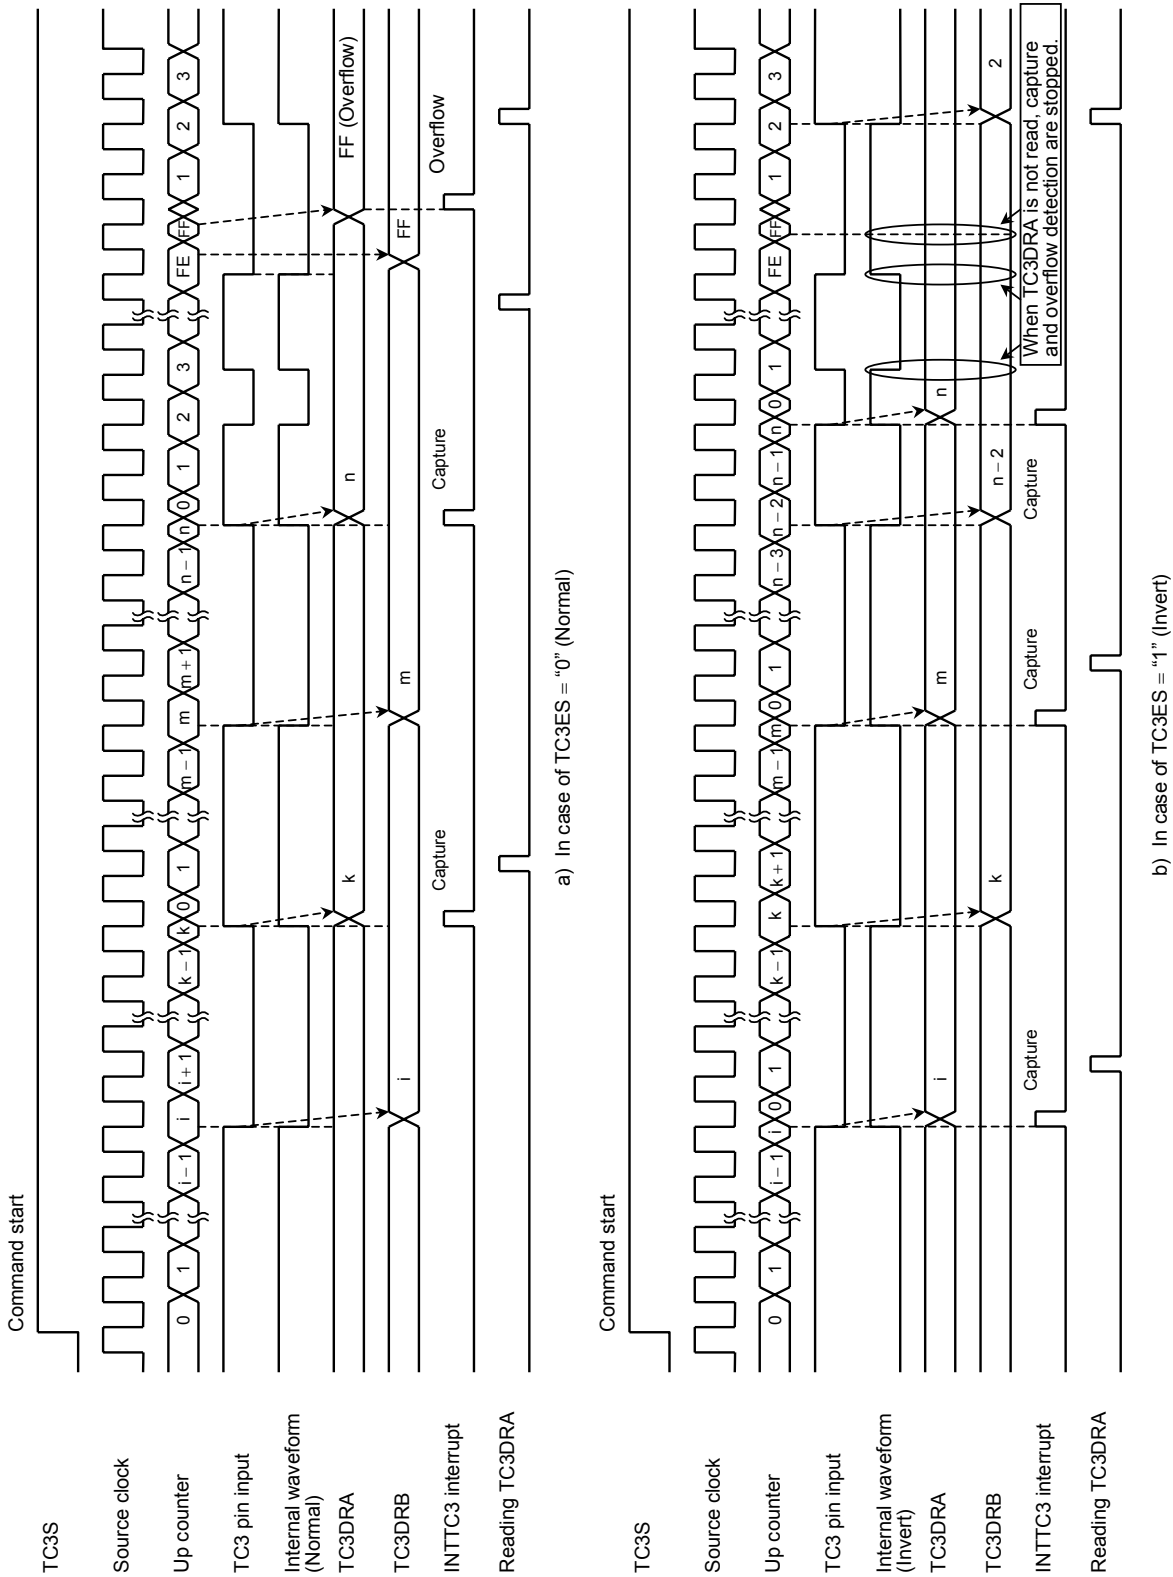 Command start
TC3S
Source clock
Up counter 0 1 i − 1 i i + 1 k − 1 k 0 1 m − 1 m m + 1 n − 1 n 0 1 2 3 FE FF 1 2 3
TC3 pin input
Internal waveform
(Normal)
TC3DRA k n FF (Overflow)
TC3DRB i m FF
INTTC3 interrupt Capture Capture Overflow
Reading TC3DRA
a) In case of TC3ES = “0” (Normal)
Command start
TC3S
Source clock
Up counter 0 1 i − 1 i 0 1 k − 1 k k + 1 m − 1 m 0 1 n − 3 n − 2 n − 1 n 0 1 FE FF 1 2 3
TC3 pin input
Internal waveform
(Invert)
TC3DRA i m n
TC3DRB k n − 2 2
INTTC3 interrupt Capture Capture Capture
When TC3DRA is not read, capture
and overflow detection are stopped.
Reading TC3DRA
b) In case of TC3ES = “1” (Invert)